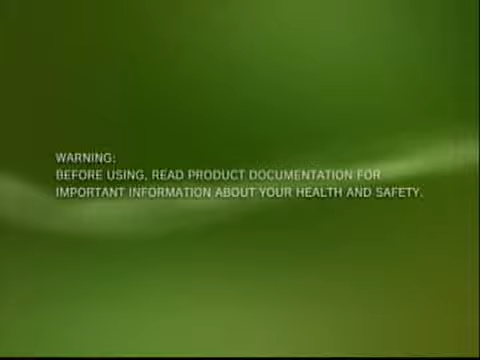 WARNING:
BEFORE USING, READ PRODUCT DOCUMENTATION FOR
IMPORTANT INFORMATION ABOUT YOUR HEALTH AND SAFETY.